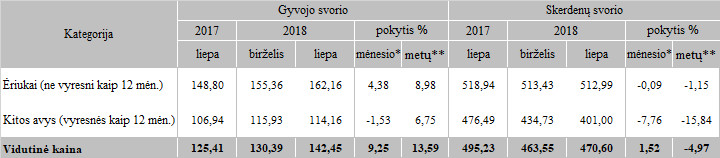 Kategorija Gyvojo svorio Skerdenų svorio
2017 2018 pokytis % 2017 2018 pokytis %
liepa birželis liepa mėnesio* metų** liepa birželis liepa mėnesio* metų**
Ėriukai (ne vyresni kaip 12 mėn.) 148,80 155,36 162,16 4,38 8,98 518,94 513,43 512,99 -0,09 -1,15
Kitos avys (vyresnės kaip 12 mėn.) 106,94 115,93 114,16 -1,53 6,75 476,49 434,73 401,00 -7,76 -15,84
Vidutinė kaina 125,41 130,39 142,45 9,25 13,59 495,23 463,55 470,60 1,52 -4,97